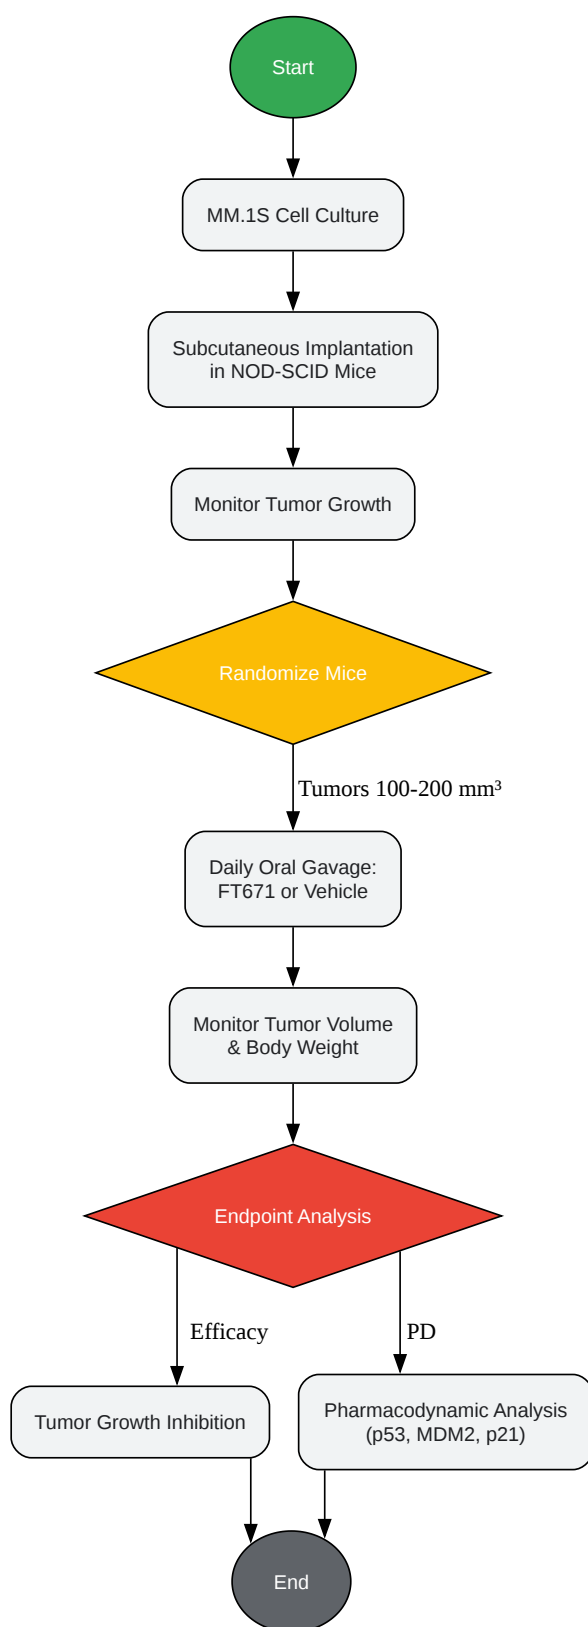 Start
MM.1S Cell Culture
Subcutaneous Implantation
in NOD-SCID Mice
Monitor Tumor Growth
Randomize Mice
Tumors 100-200 mm³
Daily Oral Gavage:
FT671 or Vehicle
Monitor Tumor Volume
& Body Weight
Endpoint Analysis
Efficacy
PD
Tumor Growth Inhibition
Pharmacodynamic Analysis
(p53, MDM2, p21)
End